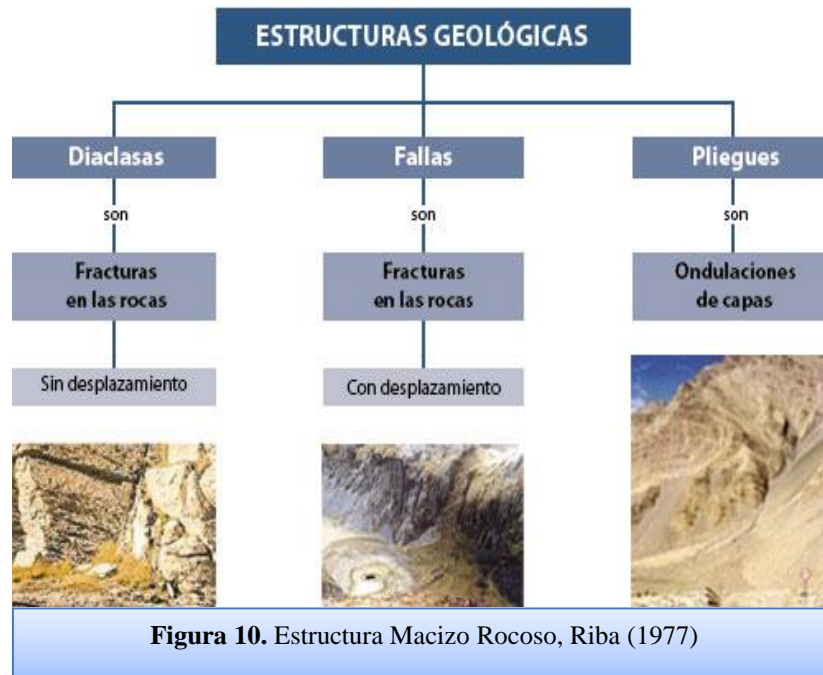 ESTRUCTURAS GEOLÓGICAS
Diaclasas
Fallas
Pliegues
son
son
son
Fracturas
en las rocas
Fracturas
en las rocas
Ondulaciones
de capas
Sin desplazamiento
Con desplazamiento
Figura 10. Estructura Macizo Rocoso, Riba (1977)